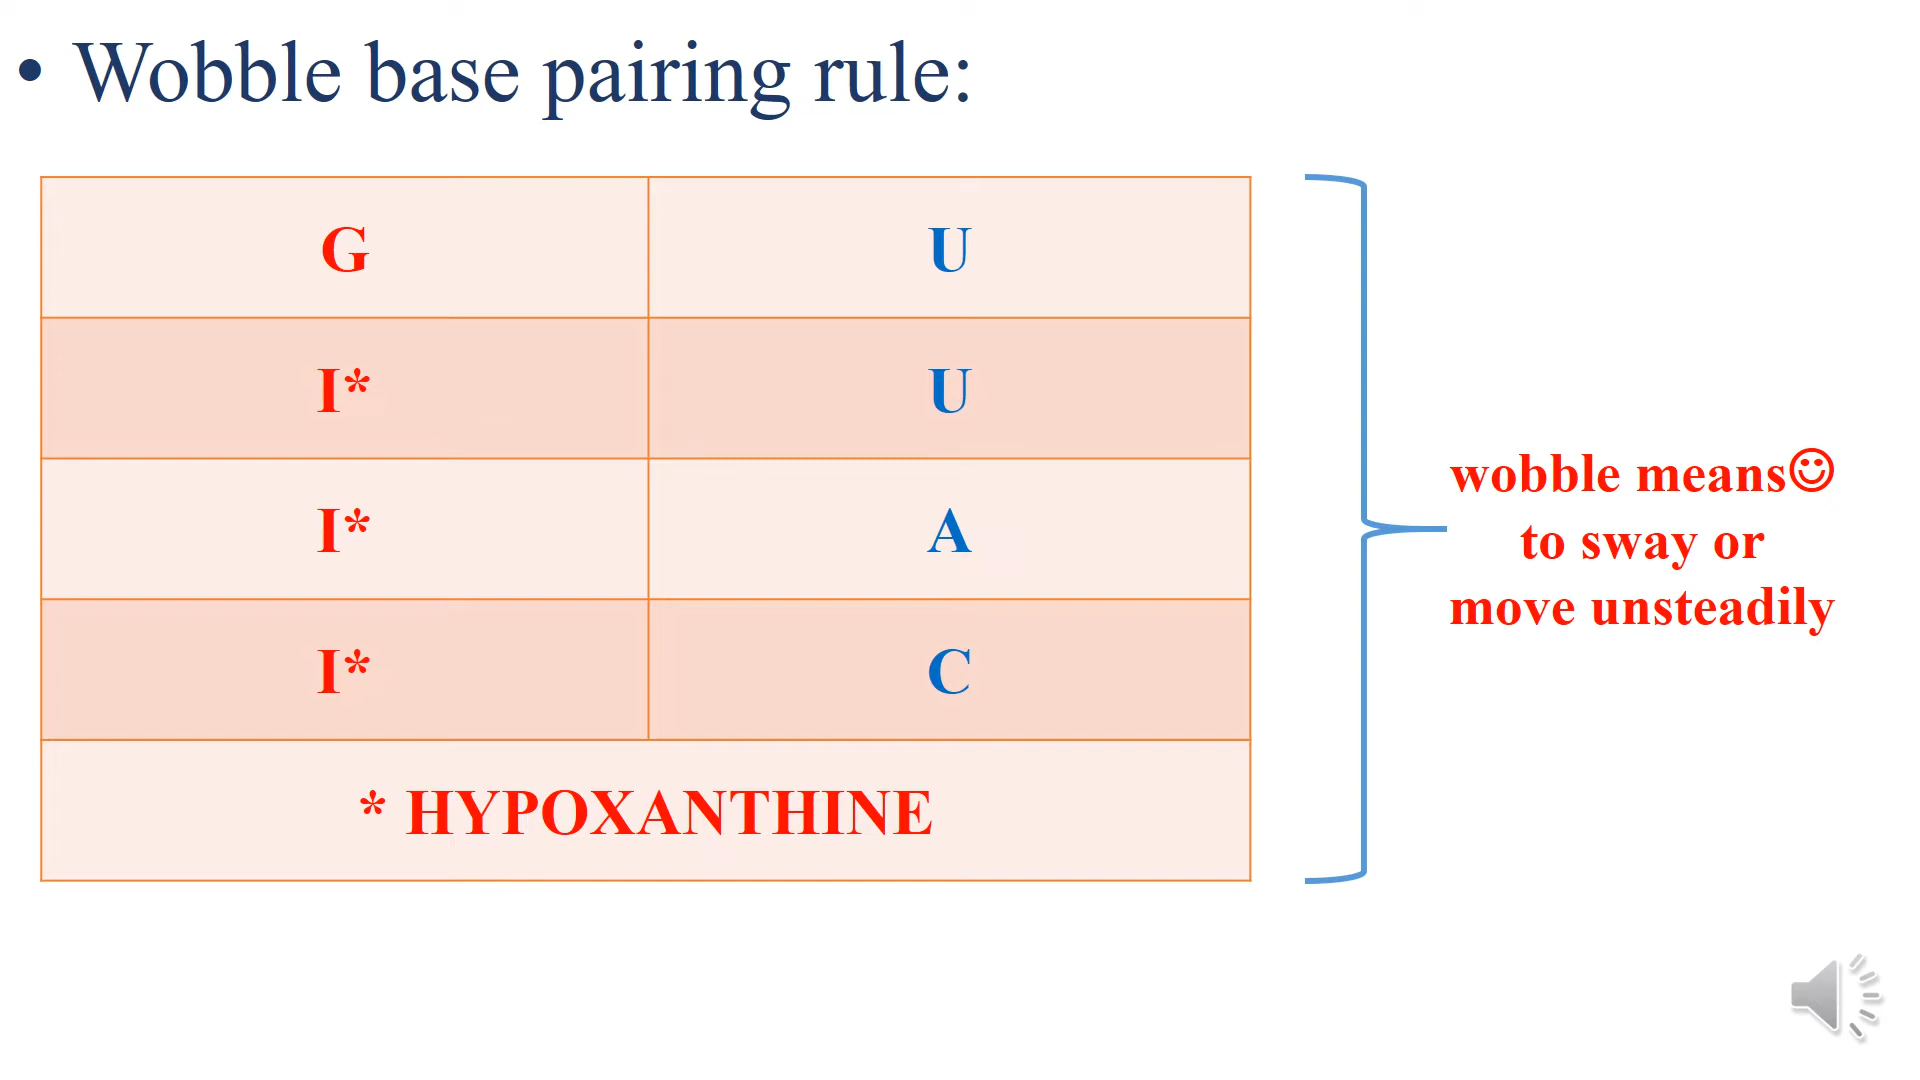 • Wobble base pairing rule:
G U
I* U
I* A
I* C
* HYPOXANTHINE
wobble means☺
to sway or
move unsteadily